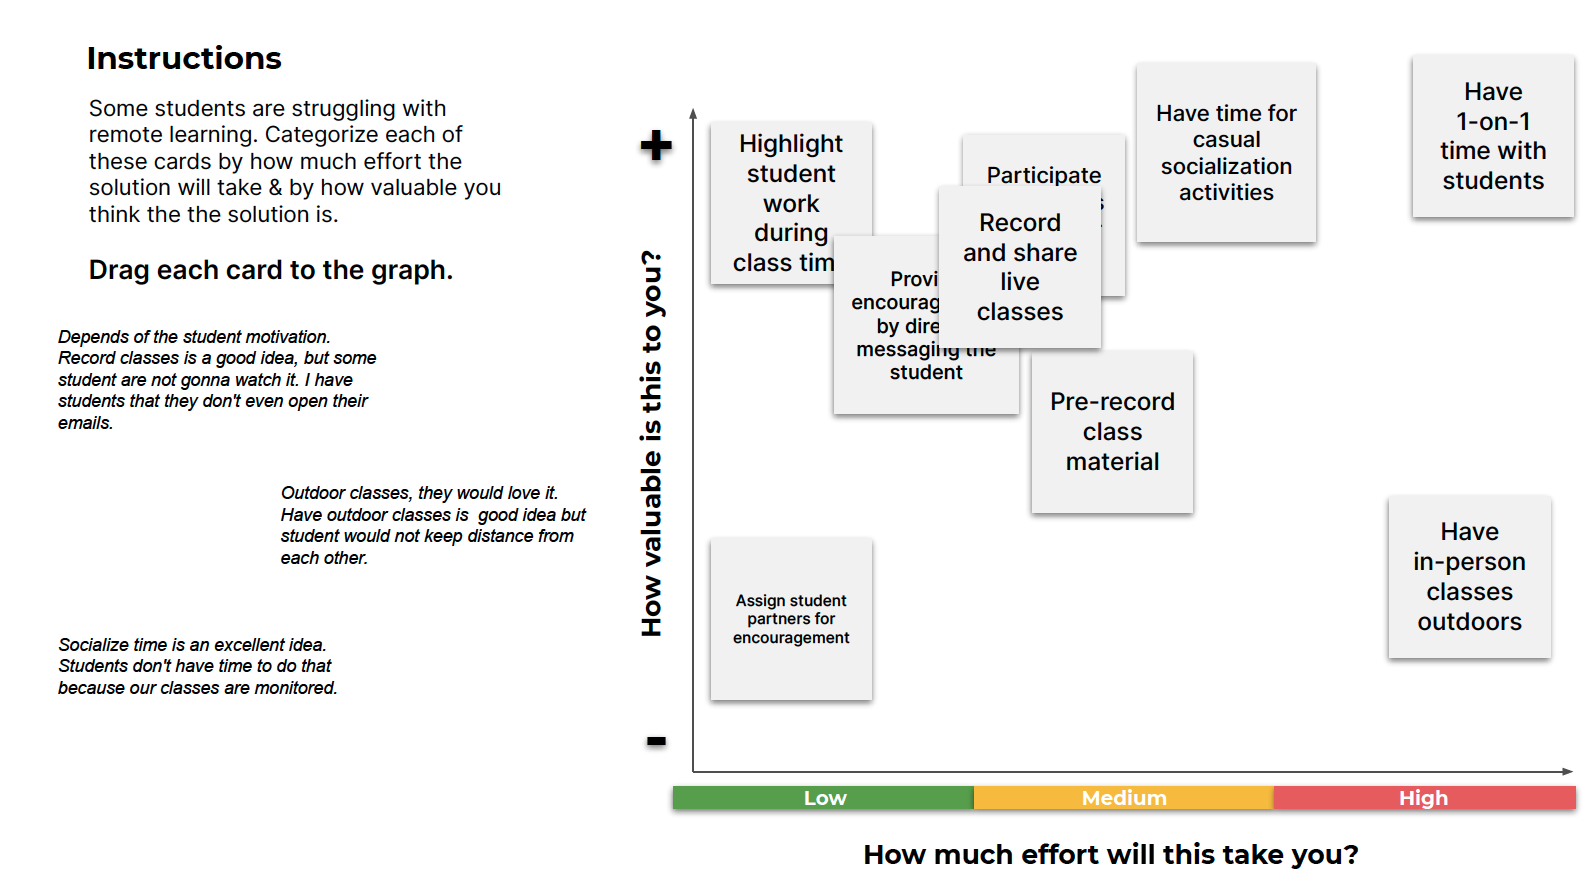 Instructions
Some students are struggling with
remote learning. Categorize each of
these cards by how much effort the
solution will take & by how valuable you
think the the solution is.
Drag each card to the graph.
Depends of the student motivation.
Record classes is a good idea, but some
student are not gonna watch it. I have
students that they don't even open their
emails.
Outdoor classes, they would love it.
Have outdoor classes is  good idea but
student would not keep distance from
each other.
Socialize time is an excellent idea.
Students don't have time to do that
because our classes are monitored.
How valuable is this to you?
+
-
Highlight
student
work
during
class
by
messaging the
student
Participate
Record
and share
live
classes
Have time for
casual
socialization
activities
Have
1-on-1
time with
students
Pre-record
class
material
Have
in-person
classes
outdoors
Assign student
partners for
encouragement
Low
Medium
High
How much effort will this take you?